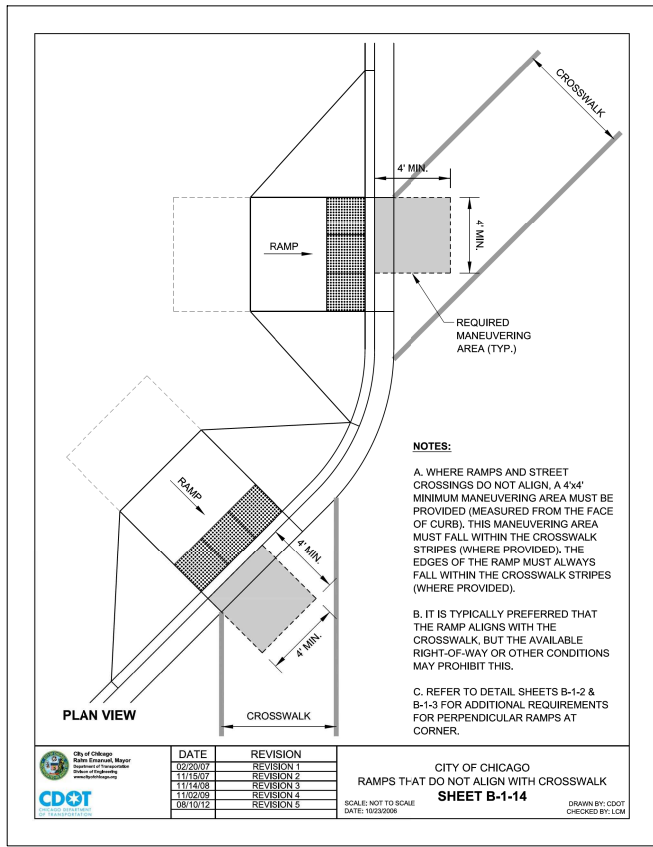 CROSSWALK
4' MIN.
4' MIN.
RAMP
REQUIRED
MANEUVERING
AREA (TYP.)
RAMP
4' MIN.
4' MIN.
CROSSWALK
PLAN VIEW
NOTES:
A. WHERE RAMPS AND STREET
CROSSINGS DO NOT ALIGN, A 4'x4'
MINIMUM MANEUVERING AREA MUST BE
PROVIDED (MEASURED FROM THE FACE
OF CURB). THIS MANEUVERING AREA
MUST FALL WITHIN THE CROSSWALK
STRIPES (WHERE PROVIDED). THE
EDGES OF THE RAMP MUST ALWAYS
FALL WITHIN THE CROSSWALK STRIPES
(WHERE PROVIDED).
B. IT IS TYPICALLY PREFERRED THAT
THE RAMP ALIGNS WITH THE
CROSSWALK, BUT THE AVAILABLE
RIGHT-OF-WAY OR OTHER CONDITIONS
MAY PROHIBIT THIS.
C. REFER TO DETAIL SHEETS B-1-2 &
B-1-3 FOR ADDITIONAL REQUIREMENTS
FOR PERPENDICULAR RAMPS AT
CORNER.
City of Chicago
Rahm Emanuel, Mayor
Department of Transportation
Division of Engineering
www.cityofchicago.org
CDOT
CHICAGO DEPARTMENT
OF TRANSPORTATION
DATE REVISION
02/20/07 REVISION 1
11/15/07 REVISION 2
11/14/08 REVISION 3
11/02/09 REVISION 4
08/10/12 REVISION 5
CITY OF CHICAGO
RAMPS THAT DO NOT ALIGN WITH CROSSWALK
SHEET B-1-14
SCALE: NOT TO SCALE
DATE: 10/23/2006
DRAWN BY: CDOT
CHECKED BY: LCM